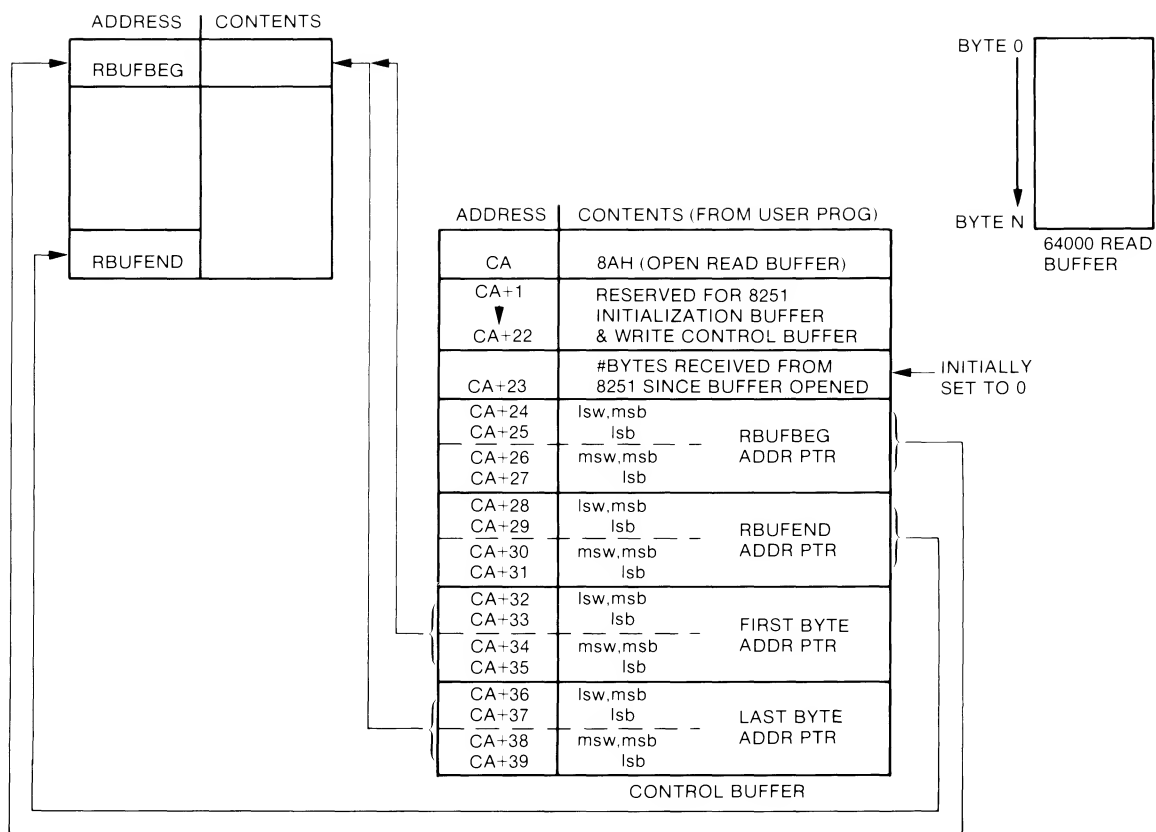 ADDRESS CONTENTS
RBUFBEG
RBUFEND
BYTE 0
BYTE N
64000 READ
BUFFER
ADDRESS CONTENTS (FROM USER PROG)
CA 8AH (OPEN READ BUFFER)
CA+1 RESERVED FOR 8251
INITIALIZATION BUFFER
CA+22 & WRITE CONTROL BUFFER
#BYTES RECEIVED FROM
CA+23 8251 SINCE BUFFER OPENED
INITIALLY
SET TO 0
CA+24 lsw,msb
CA+25 lsb RBUFBEG
CA+26 msw,msb ADDR PTR
CA+27 lsb
CA+28 lsw,msb
CA+29 lsb RBUFEND
CA+30 msw,msb ADDR PTR
CA+31 lsb
CA+32 lsw,msb
CA+33 lsb FIRST BYTE
CA+34 msw,msb ADDR PTR
CA+35 lsb
CA+36 lsw,msb
CA+37 lsb LAST BYTE
CA+38 msw,msb ADDR PTR
CA+39 lsb
CONTROL BUFFER